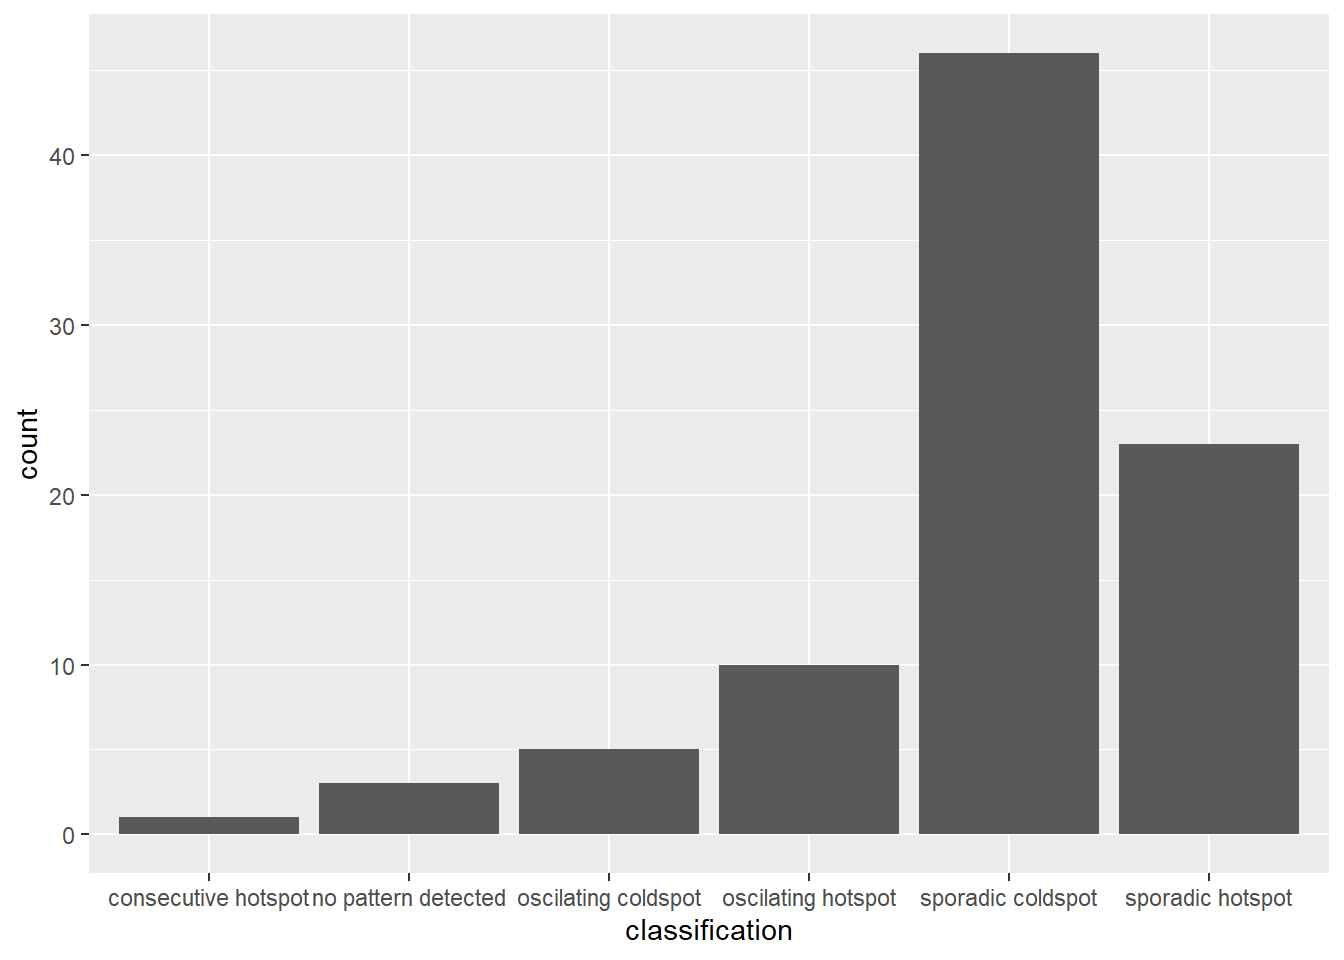 count
40
30
20
10
0
consecutive hotspot no pattern detected oscilating coldspot oscilating hotspot sporadic coldspot sporadic hotspot
classification